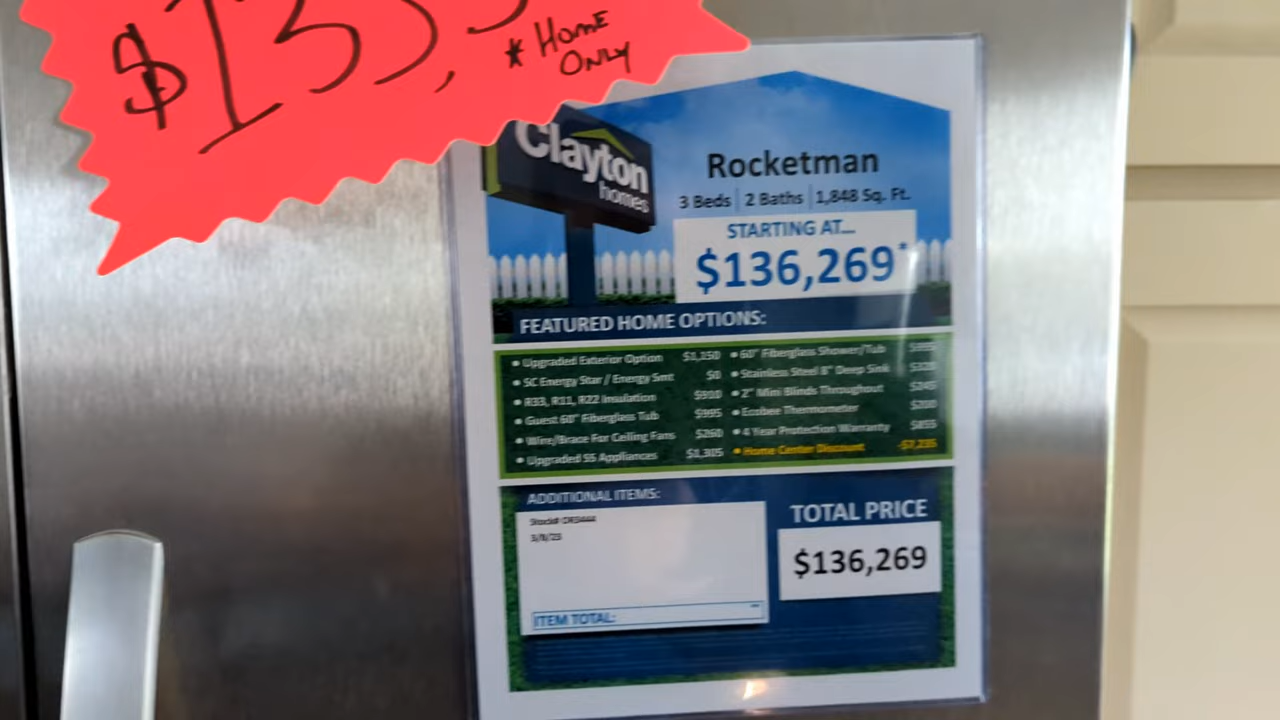 * Home
Only
Clayton
homes
Rocketman
3 Beds | 2 Baths | 1,848 Sq. Ft.
STARTING AT...
$136,269*
FEATURED HOME OPTIONS:
• Upgraded Exterior Option $1,150
• SC Energy Star / Energy Smt $0
• R33, R11, R22 Insulation
• Guest 60" Fiberglass Tub $995
• Wire/Brace For Ceiling Fans $260
• Upgraded SS Appliances $1,305
• 60" Fiberglass Shower/Tub
• Stainless Steel 8" Deep Sink
• 2" Mini Blinds Throughout
• Ecobee Thermometer
• 4 Year Protection Warranty
• Home Center Discount
ADDITIONAL ITEMS:
ITEM TOTAL:
TOTAL PRICE
$136,269